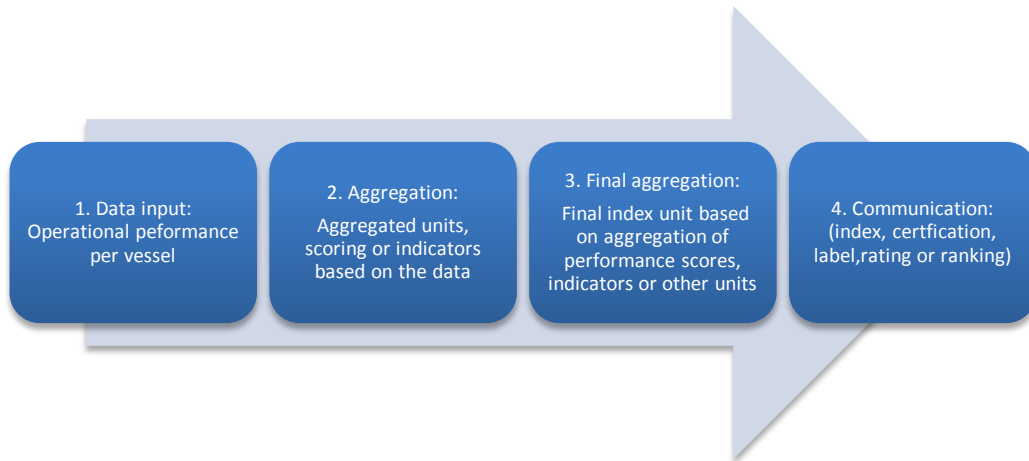 1. Data input:
Operational peformance
per vessel
2. Aggregation:
Aggregated units,
scoring or indicators
based on the data
3. Final aggregation:
Final index unit based
on aggregation of
performance scores,
indicators or other units
4. Communication:
(index, certfication,
label,rating or ranking)